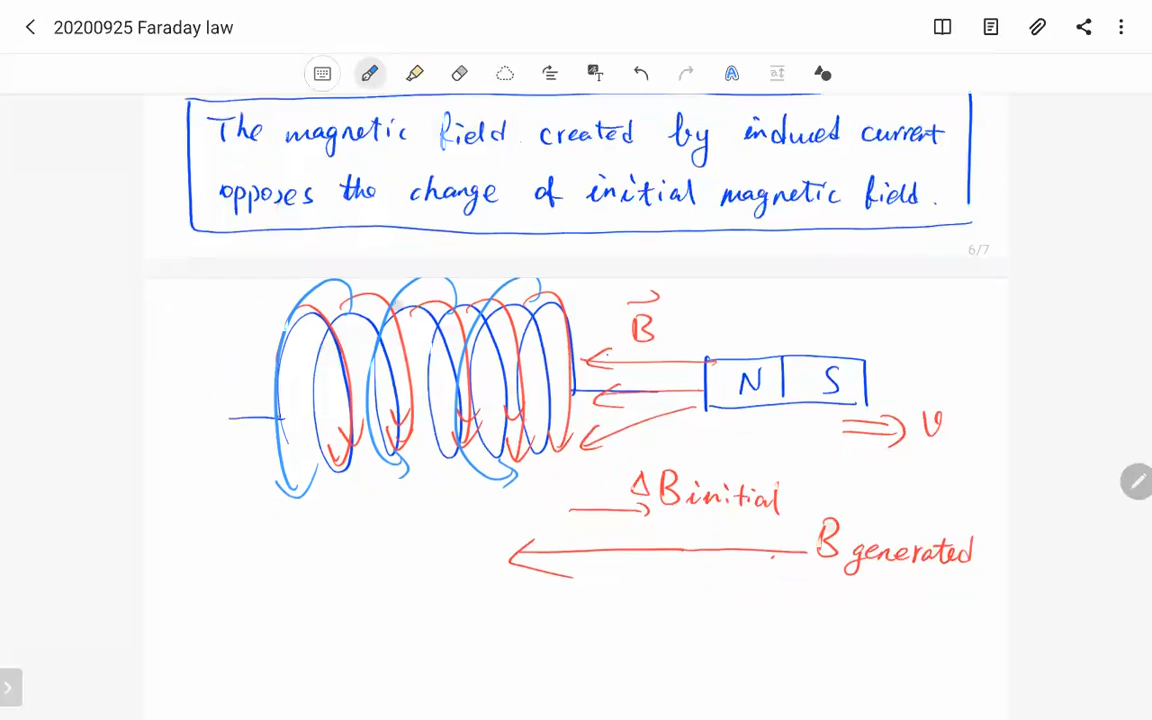 20200925 Faraday law
The magnetic field created by induced current
opposes the change of initial magnetic field.
6/7
B
N S
v
Δ B initial
B generated